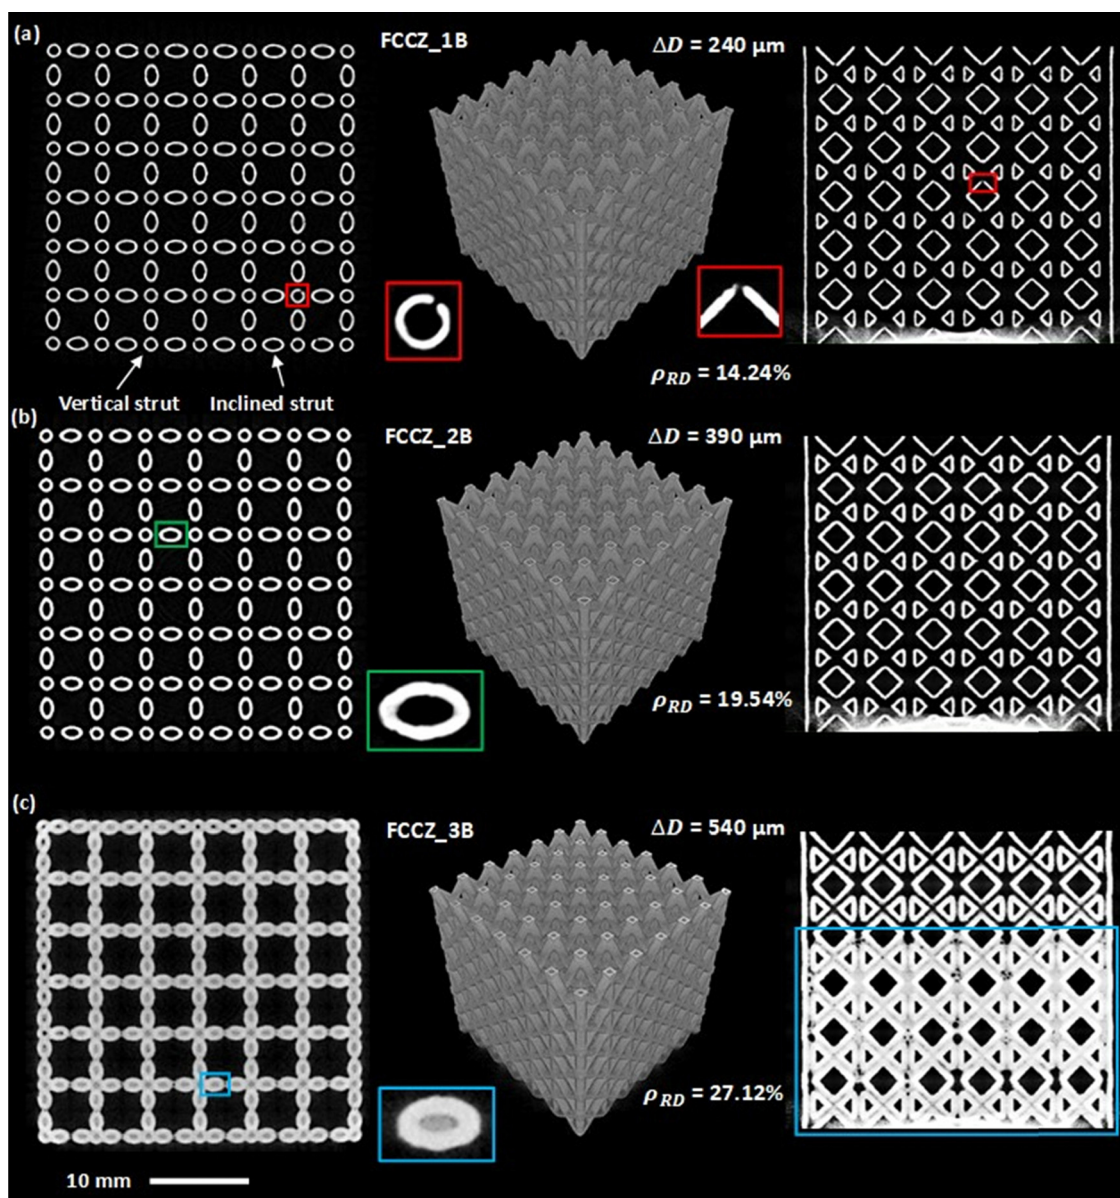 (a)
FCCZ_1B
ΔD = 240 μm
ρRD = 14.24%
Vertical strut
Inclined strut
(b)
FCCZ_2B
ΔD = 390 μm
ρRD = 19.54%
(c)
FCCZ_3B
ΔD = 540 μm
ρRD = 27.12%
10 mm